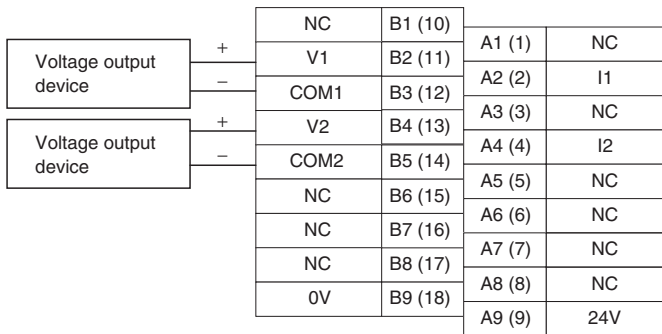 NC B1 (10)
A1 (1) NC
+
Voltage output
device
V1 B2 (11)
A2 (2) I1
−
COM1 B3 (12)
A3 (3) NC
+
Voltage output
device
V2 B4 (13)
A4 (4) I2
−
COM2 B5 (14)
A5 (5) NC
NC B6 (15)
A6 (6) NC
NC B7 (16)
A7 (7) NC
NC B8 (17)
A8 (8) NC
0V B9 (18)
A9 (9) 24V